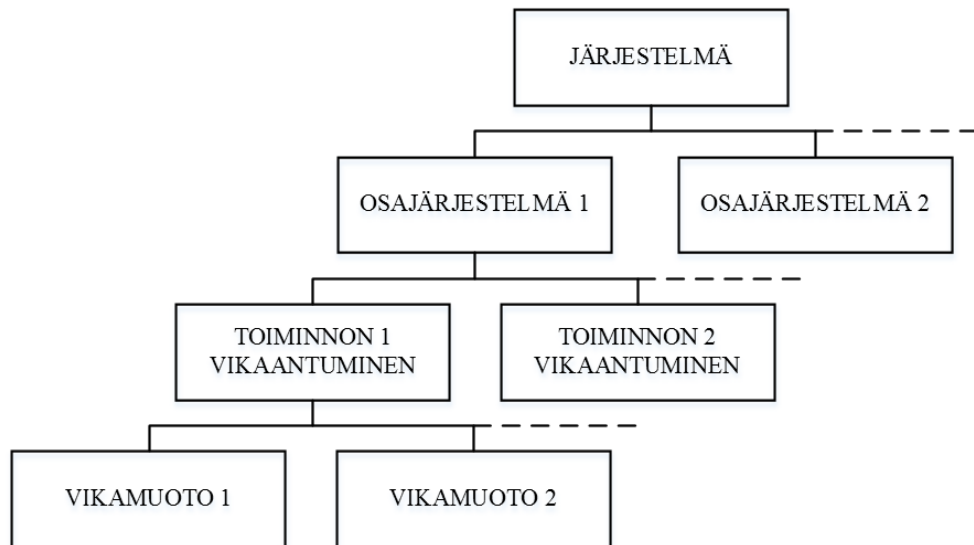 JÄRJESTELMÄ
OSAJÄRJESTELMÄ 1
OSAJÄRJESTELMÄ 2
TOIMINNON 1
VIKAANTUMINEN
TOIMINNON 2
VIKAANTUMINEN
VIKAMUOTO 1
VIKAMUOTO 2